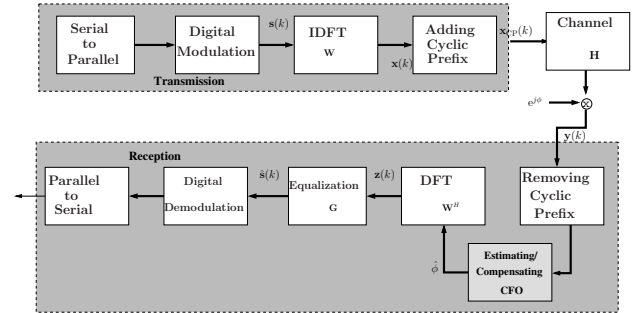 Serial
to
Parallel
Digital
Modulation
s(k)
IDFT
W
x(k)
Adding
Cyclic
Prefix
x_CP(k)
Channel
H
Transmission
e^{jϕ}
⊗
y(k)
Reception
Parallel
to
Serial
Digital
Demodulation
ŝ(k)
Equalization
G
z(k)
DFT
W^H
Removing
Cyclic
Prefix
ϕ̂
Estimating/
Compensating
CFO